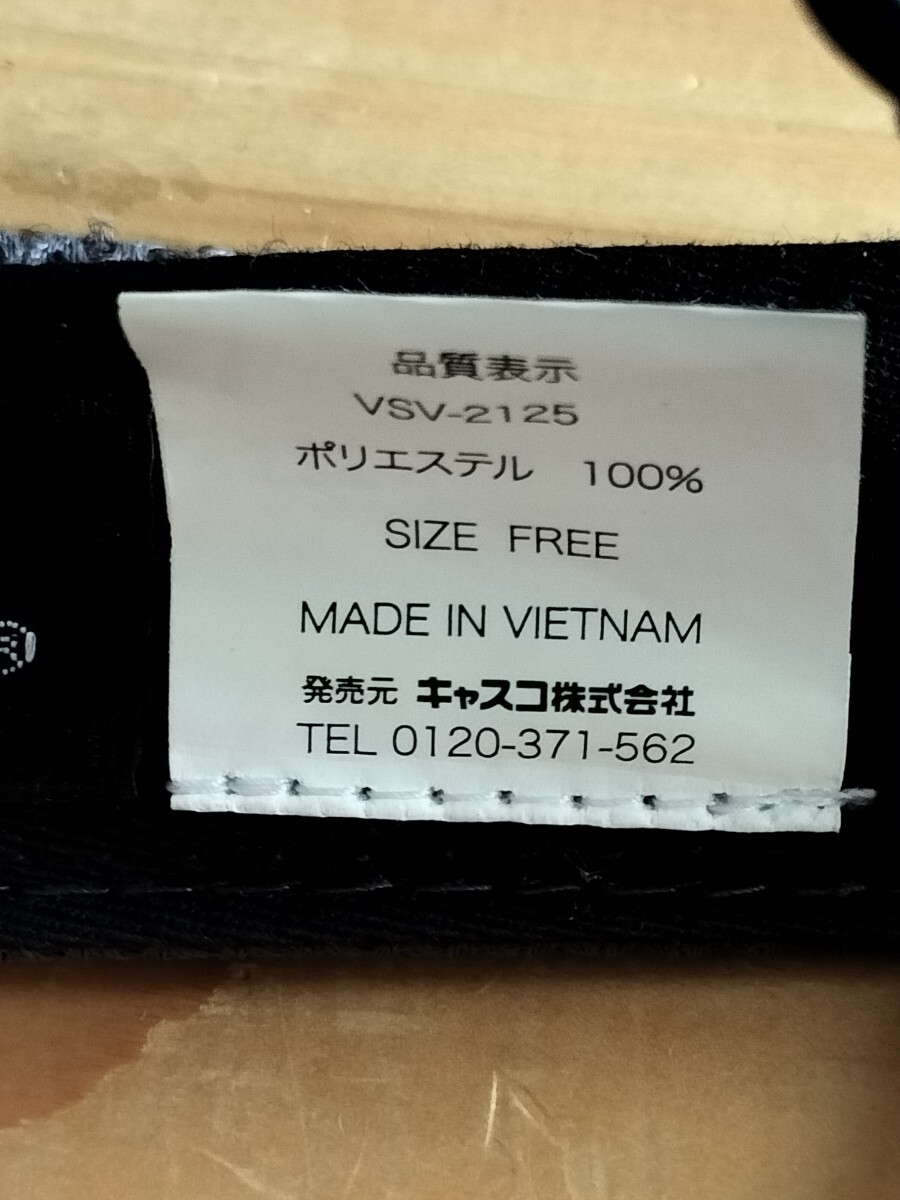 品質表示
VSV-2125
ポリエステル 100%
SIZE FREE
MADE IN VIETNAM
発売元 キャスコ株式会社
TEL 0120-371-562